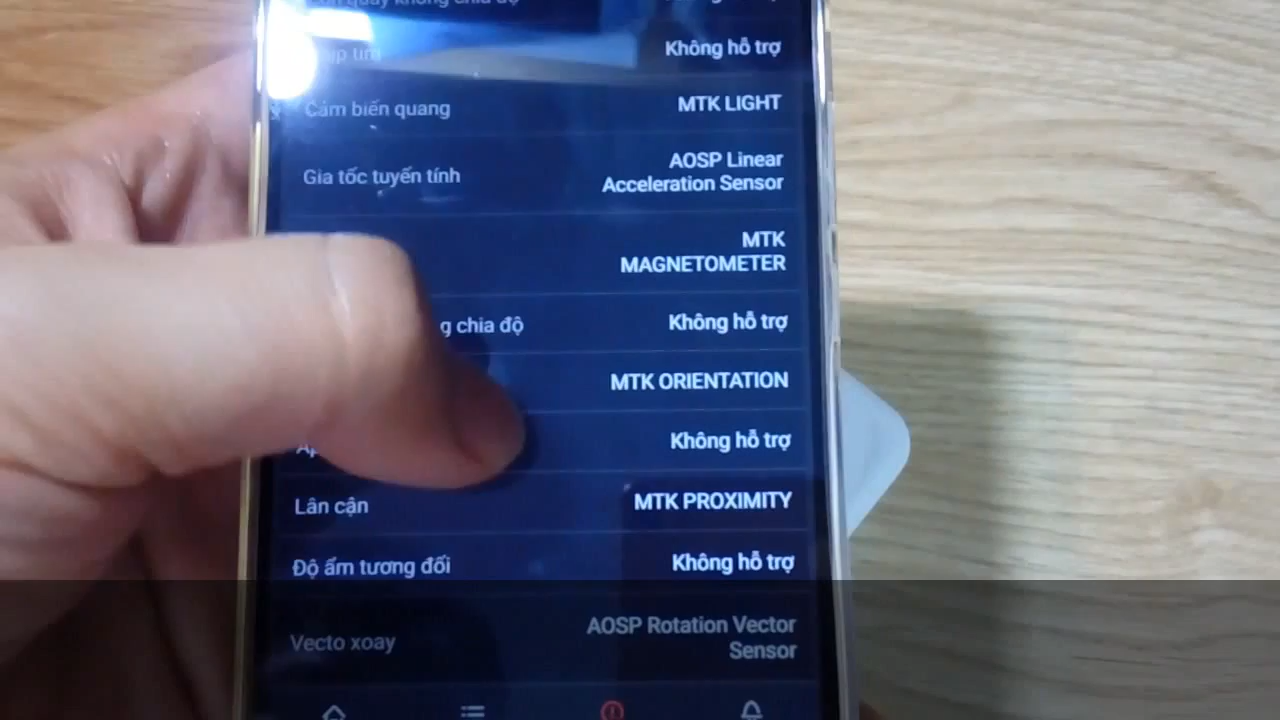 Không hỗ trợ
Cảm biến quang
MTK LIGHT
Gia tốc tuyến tính
AOSP Linear
Acceleration Sensor
MTK
MAGNETOMETER
chia độ
Không hỗ trợ
MTK ORIENTATION
Không hỗ trợ
Lân cận
MTK PROXIMITY
Độ ẩm tương đối
Không hỗ trợ
Vecto xoay
AOSP Rotation Vector
Sensor